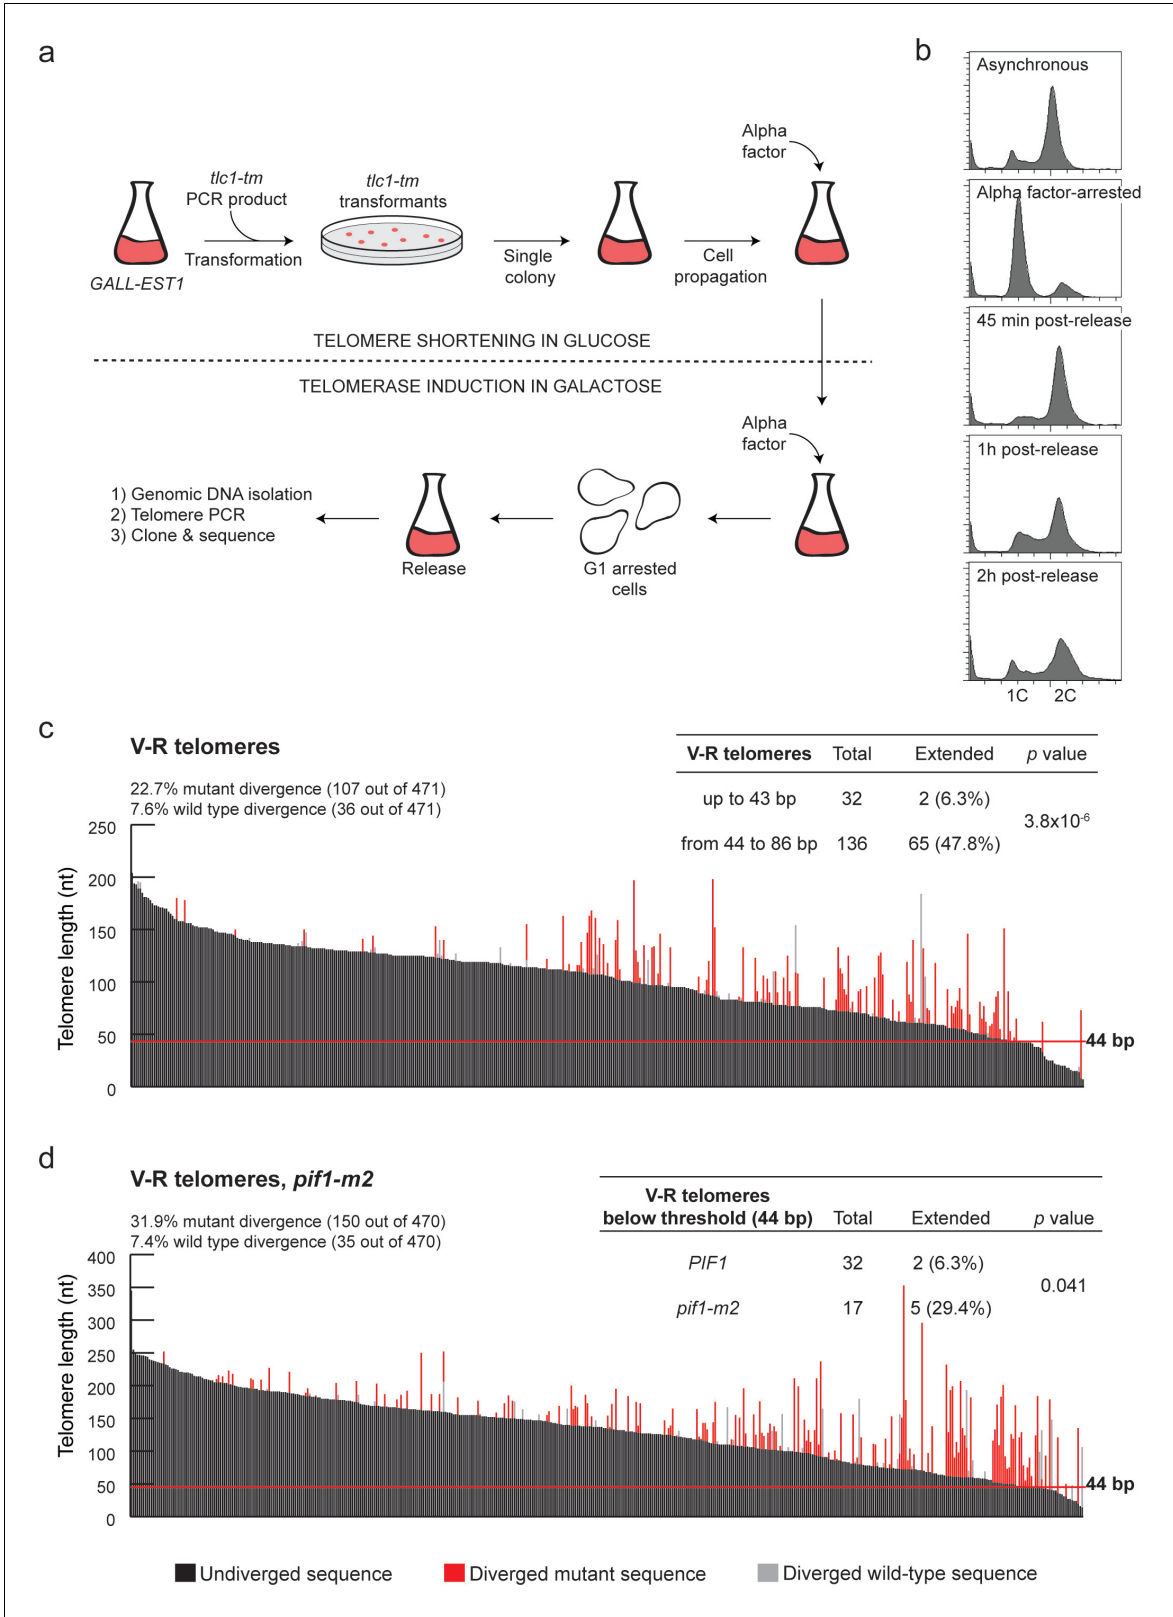 a
Alpha
factor
tlc1-tm
PCR product
tlc1-tm
transformants
Transformation
GALL-EST1
Single
colony
Cell
propagation
TELOMERE SHORTENING IN GLUCOSE
TELOMERASE INDUCTION IN GALACTOSE
Alpha
factor
1) Genomic DNA isolation
2) Telomere PCR
3) Clone & sequence
Release
G1 arrested
cells
b
Asynchronous
Alpha factor-arrested
45 min post-release
1h post-release
2h post-release
1C 2C
c
V-R telomeres
22.7% mutant divergence (107 out of 471)
7.6% wild type divergence (36 out of 471)
V-R telomeres Total Extended p value
up to 43 bp 32 2 (6.3%)
3.8x10⁻⁶
from 44 to 86 bp 136 65 (47.8%)
Telomere length (nt)
250
200
150
100
50
0
44 bp
d
V-R telomeres, pif1-m2
31.9% mutant divergence (150 out of 470)
7.4% wild type divergence (35 out of 470)
V-R telomeres
below threshold (44 bp) Total Extended p value
PIF1 32 2 (6.3%)
0.041
pif1-m2 17 5 (29.4%)
Telomere length (nt)
400
350
300
250
200
150
100
50
0
44 bp
Undiverged sequence
Diverged mutant sequence
Diverged wild-type sequence